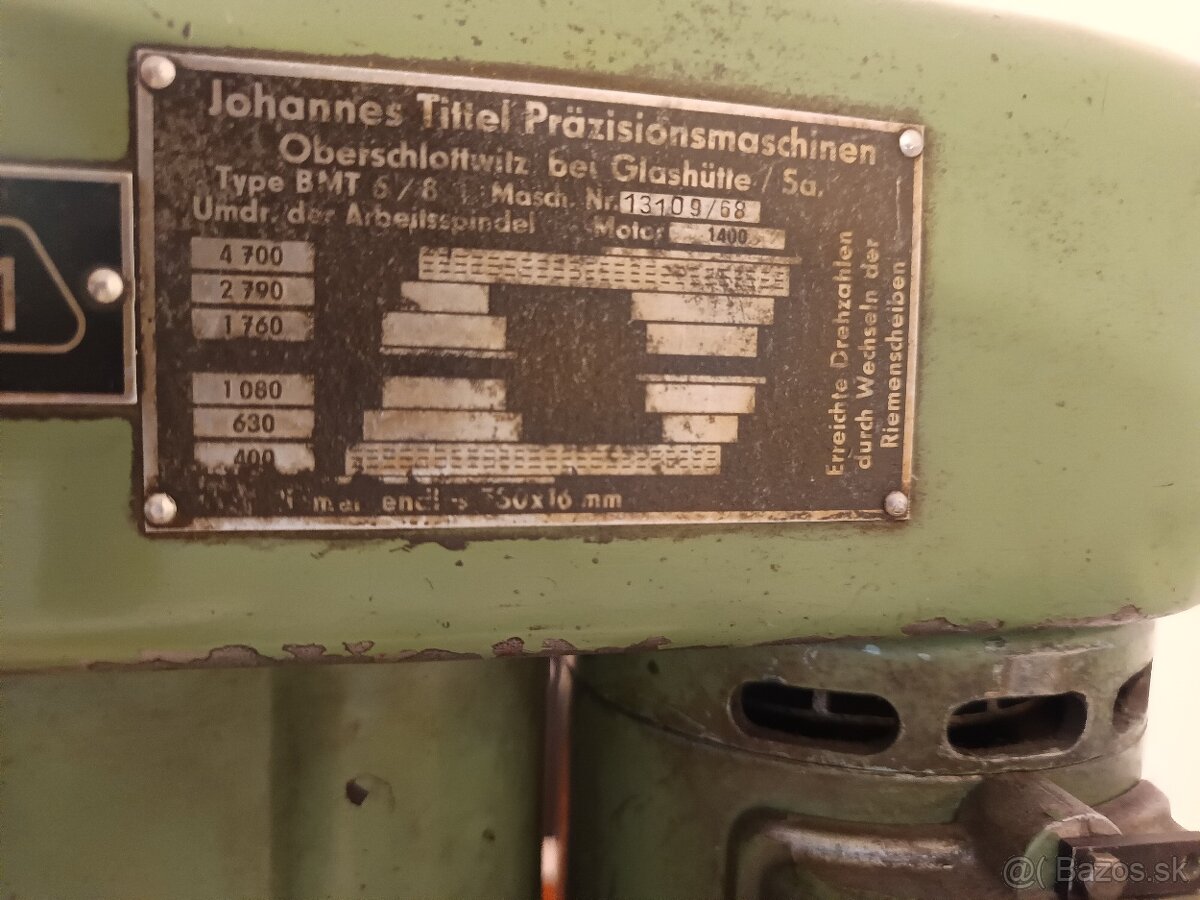 Johannes Tittel Präzisionsmaschinen
Oberschlottwitz bei Glashütte / Sa.
Type BMT 6/8 Masch. Nr. 13109/68
Umdr. der Arbeitsspindel Motor 1400
4 700
2 790
1 760
1 080
630
400
Erreichte Drehzahlen
durch Wechseln der
Riemenscheiben
x16 mm
Bazos.sk